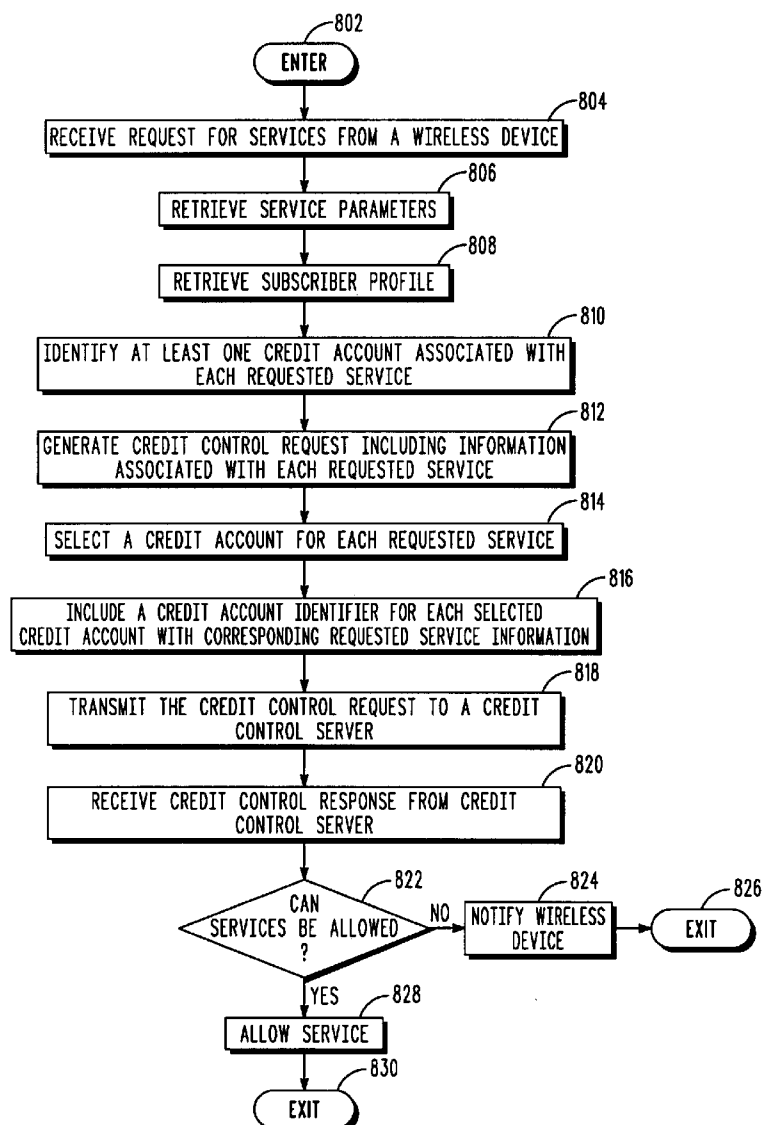 802
ENTER
804
RECEIVE REQUEST FOR SERVICES FROM A WIRELESS DEVICE
806
RETRIEVE SERVICE PARAMETERS
808
RETRIEVE SUBSCRIBER PROFILE
810
IDENTIFY AT LEAST ONE CREDIT ACCOUNT ASSOCIATED WITH
EACH REQUESTED SERVICE
812
GENERATE CREDIT CONTROL REQUEST INCLUDING INFORMATION
ASSOCIATED WITH EACH REQUESTED SERVICE
814
SELECT A CREDIT ACCOUNT FOR EACH REQUESTED SERVICE
816
INCLUDE A CREDIT ACCOUNT IDENTIFIER FOR EACH SELECTED
CREDIT ACCOUNT WITH CORRESPONDING REQUESTED SERVICE INFORMATION
818
TRANSMIT THE CREDIT CONTROL REQUEST TO A CREDIT
CONTROL SERVER
820
RECEIVE CREDIT CONTROL RESPONSE FROM CREDIT
CONTROL SERVER
822
CAN
SERVICES BE ALLOWED
?
NO
824
NOTIFY WIRELESS
DEVICE
826
EXIT
YES
828
ALLOW SERVICE
830
EXIT